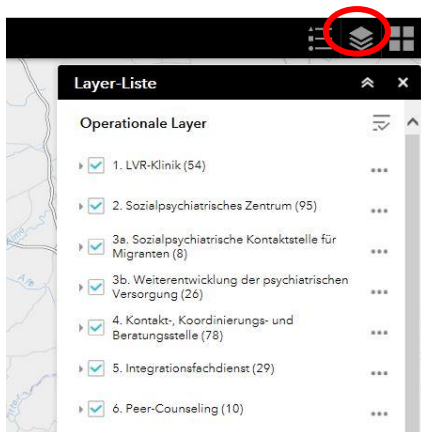 Layer-Liste
Operationale Layer
1. LVR-Klinik (54)
2. Sozialpsychiatrisches Zentrum (95)
3a. Sozialpsychiatrische Kontaktstelle für
Migranten (8)
3b. Weiterentwicklung der psychiatrischen
Versorgung (26)
4. Kontakt-, Koordinierungs- und
Beratungsstelle (78)
5. Integrationsfachdienst (29)
6. Peer-Counseling (10)